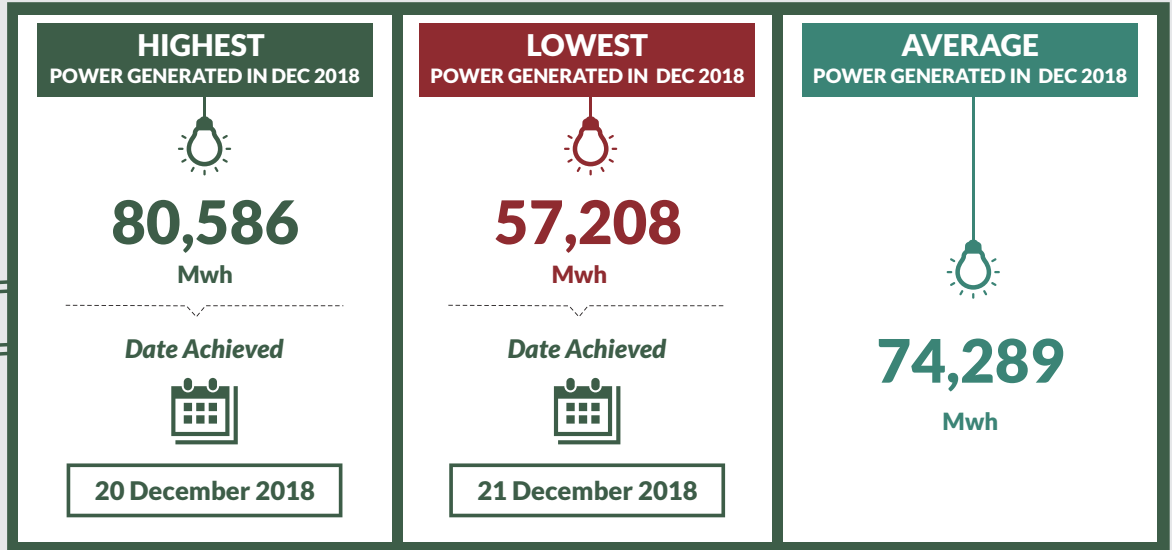 HIGHEST
POWER GENERATED IN DEC 2018
80,586
Mwh
Date Achieved
20 December 2018
LOWEST
POWER GENERATED IN DEC 2018
57,208
Mwh
Date Achieved
21 December 2018
AVERAGE
POWER GENERATED IN DEC 2018
74,289
Mwh